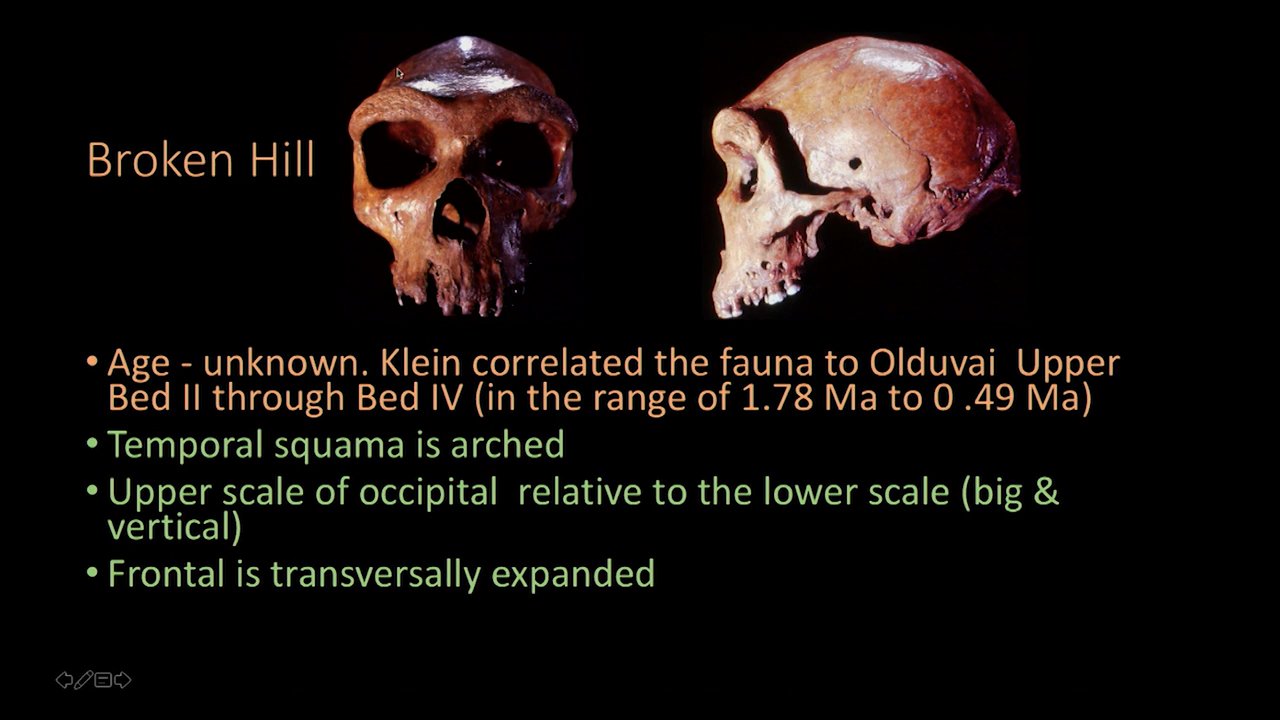 Broken Hill
• Age - unknown. Klein correlated the fauna to Olduvai  Upper
Bed II through Bed IV (in the range of 1.78 Ma to 0 .49 Ma)
• Temporal squama is arched
• Upper scale of occipital  relative to the lower scale (big &
vertical)
• Frontal is transversally expanded